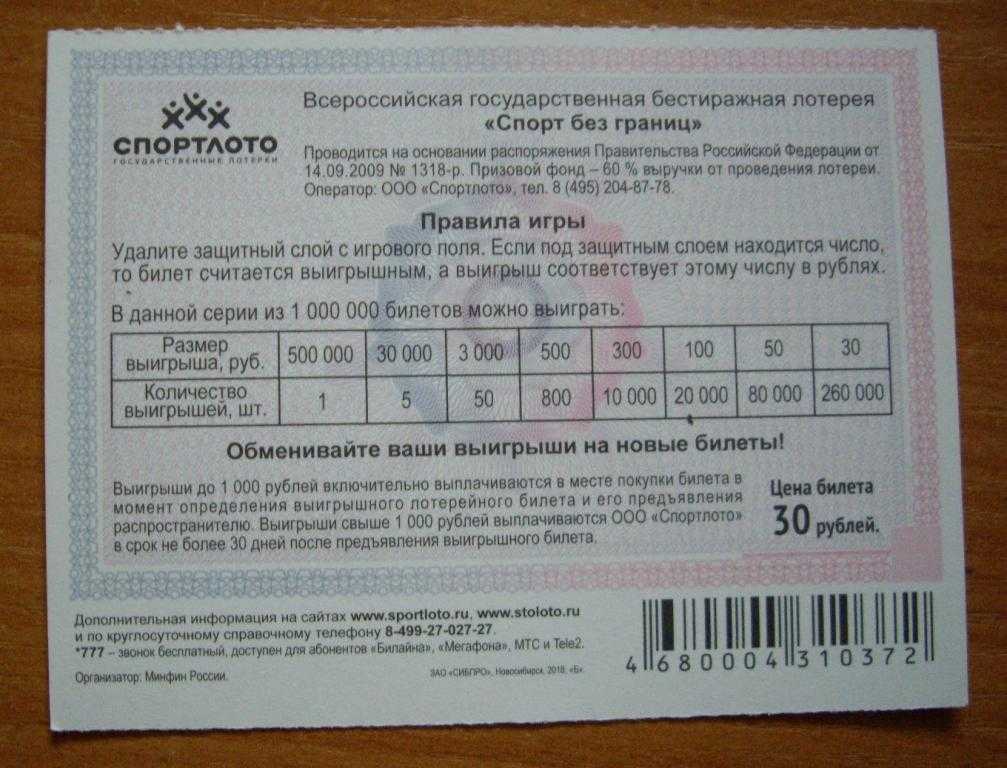 СПОРТЛОТО
ГОСУДАРСТВЕННЫЕ ЛОТЕРЕИ
Всероссийская государственная бестиражная лотерея
«Спорт без границ»
Проводится на основании распоряжения Правительства Российской Федерации от
14.09.2009 № 1318-р. Призовой фонд – 60 % выручки от проведения лотереи.
Оператор: ООО «Спортлото», тел. 8 (495) 204-87-78.
Правила игры
Удалите защитный слой с игрового поля. Если под защитным слоем находится число,
то билет считается выигрышным, а выигрыш соответствует этому числу в рублях.
В данной серии из 1 000 000 билетов можно выиграть:
Размер выигрыша, руб. 500 000 30 000 3 000 500 300 100 50 30
Количество выигрышей, шт. 1 5 50 800 10 000 20 000 80 000 260 000
Обменивайте ваши выигрыши на новые билеты!
Выигрыши до 1 000 рублей включительно выплачиваются в месте покупки билета в
момент определения выигрышного лотерейного билета и его предъявления
распространителю. Выигрыши свыше 1 000 рублей выплачиваются ООО «Спортлото»
в срок не более 30 дней после предъявления выигрышного билета.
Цена билета
30 рублей.
Дополнительная информация на сайтах www.sportloto.ru, www.stoloto.ru
и по круглосуточному справочному телефону 8-499-27-027-27.
*777 – звонок бесплатный, доступен для абонентов «Билайна», «Мегафона», МТС и Tele2.
Организатор: Минфин России.
ЗАО «СИБПРО», Новосибирск, 2018, «Б».
4 680004 310372